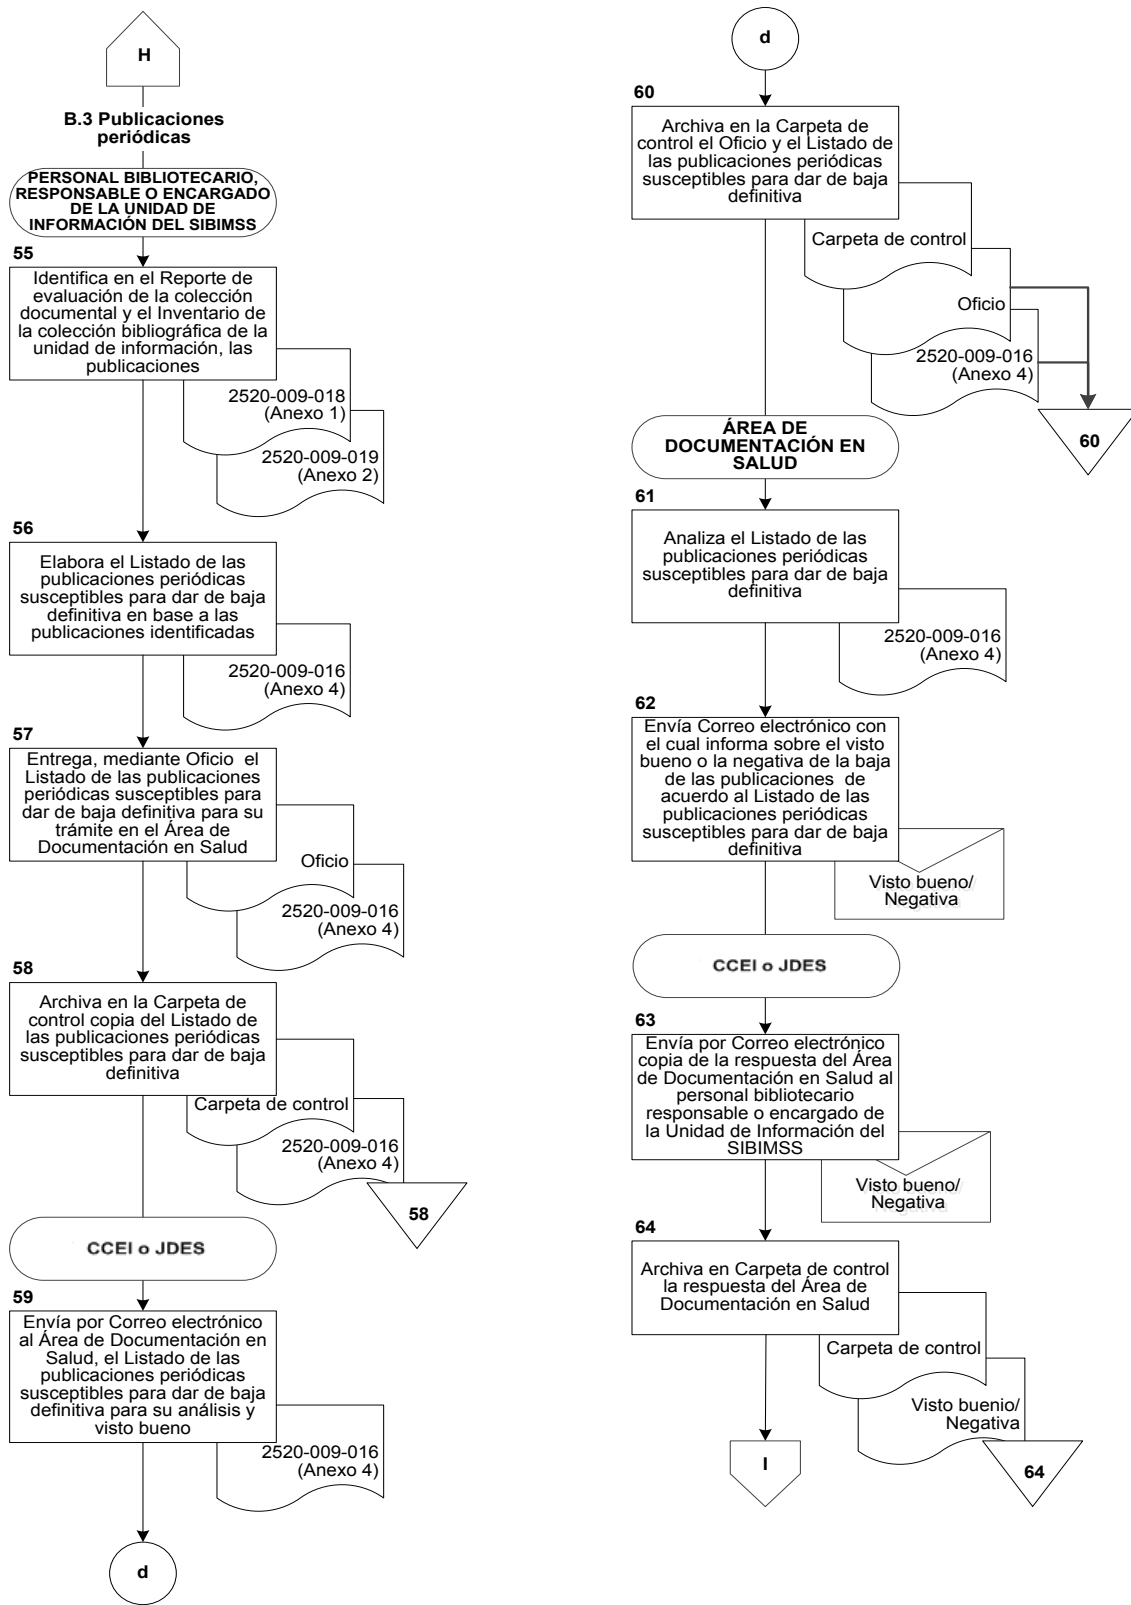 H
B.3 Publicaciones
periódicas
PERSONAL BIBLIOTECARIO,
RESPONSABLE O ENCARGADO
DE LA UNIDAD DE
INFORMACIÓN DEL SIBIMSS
55
Identifica en el Reporte de
evaluación de la colección
documental y el Inventario de
la colección bibliográfica de la
unidad de información, las
publicaciones
2520-009-018
(Anexo 1)
2520-009-019
(Anexo 2)
56
Elabora el Listado de las
publicaciones periódicas
susceptibles para dar de baja
definitiva en base a las
publicaciones identificadas
2520-009-016
(Anexo 4)
57
Entrega, mediante Oficio el
Listado de las publicaciones
periódicas susceptibles para
dar de baja definitiva para su
trámite en el Área de
Documentación en Salud
Oficio
2520-009-016
(Anexo 4)
58
Archiva en la Carpeta de
control copia del Listado de
las publicaciones periódicas
susceptibles para dar de baja
definitiva
Carpeta de control
2520-009-016
(Anexo 4)
58
CCEI o JDES
59
Envía por Correo electrónico
al Área de Documentación en
Salud, el Listado de las
publicaciones periódicas
susceptibles para dar de baja
definitiva para su análisis y
visto bueno
2520-009-016
(Anexo 4)
d
d
60
Archiva en la Carpeta de
control el Oficio y el Listado de
las publicaciones periódicas
susceptibles para dar de baja
definitiva
Carpeta de control
Oficio
2520-009-016
(Anexo 4)
60
ÁREA DE
DOCUMENTACIÓN EN
SALUD
61
Analiza el Listado de las
publicaciones periódicas
susceptibles para dar de baja
definitiva
2520-009-016
(Anexo 4)
62
Envía Correo electrónico con
el cual informa sobre el visto
bueno o la negativa de la baja
de las publicaciones de
acuerdo al Listado de las
publicaciones periódicas
susceptibles para dar de baja
definitiva
Visto bueno/
Negativa
CCEI o JDES
63
Envía por Correo electrónico
copia de la respuesta del Área
de Documentación en Salud al
personal bibliotecario
responsable o encargado de
la Unidad de Información del
SIBIMSS
Visto bueno/
Negativa
64
Archiva en Carpeta de control
la respuesta del Área de
Documentación en Salud
Carpeta de control
Visto buenio/
Negativa
64
I